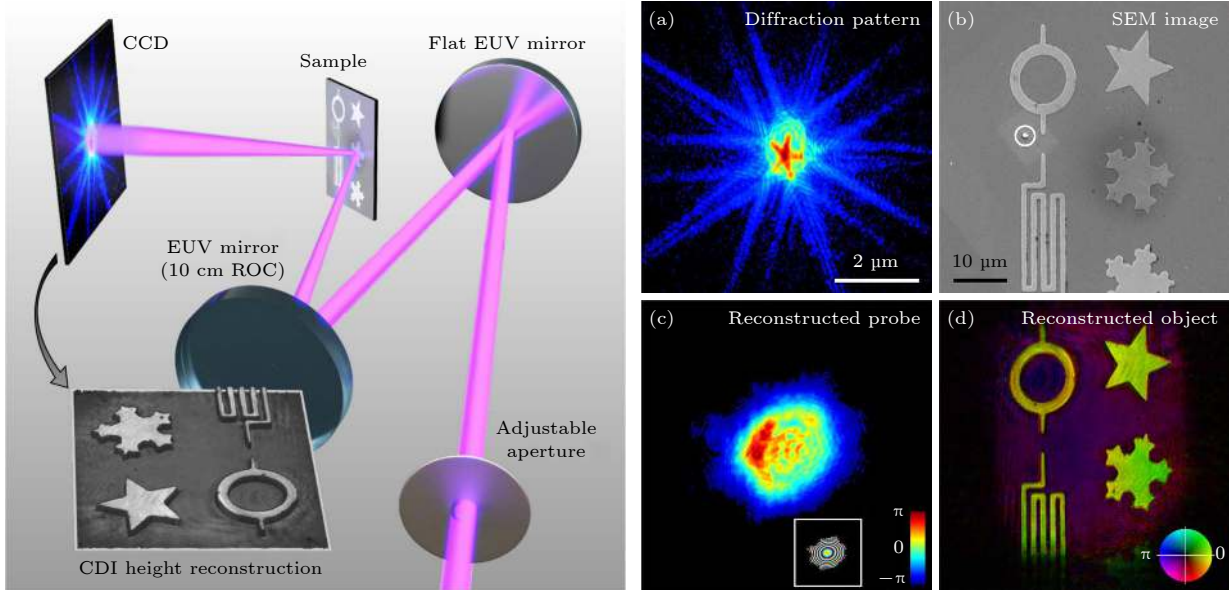 CCD
Sample
Flat EUV mirror
EUV mirror
(10 cm ROC)
Adjustable
aperture
CDI height reconstruction
(a) Diffraction pattern
2 µm
(b) SEM image
10 µm
(c) Reconstructed probe
π
0
−π
(d) Reconstructed object
π 0